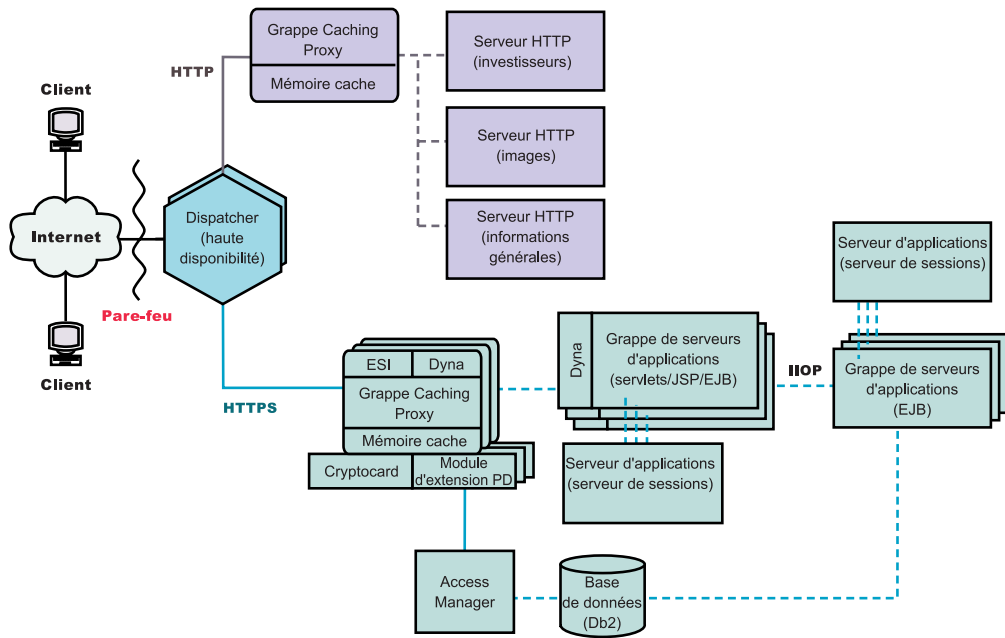 Client
Internet
Client
Pare-feu
Dispatcher
(haute
disponibilité)
HTTP
Grappe Caching
Proxy
Mémoire cache
Serveur HTTP
(investisseurs)
Serveur HTTP
(images)
Serveur HTTP
(informations
générales)
HTTPS
ESI
Dyna
Grappe Caching
Proxy
Mémoire cache
Cryptocard
Module
d'extension PD
Dyna
Grappe de serveurs
d'applications
(servlets/JSP/EJB)
Serveur d'applications
(serveur de sessions)
IIOP
Serveur d'applications
(serveur de sessions)
Grappe de serveurs
d'applications
(EJB)
Access
Manager
Base
de données
(Db2)